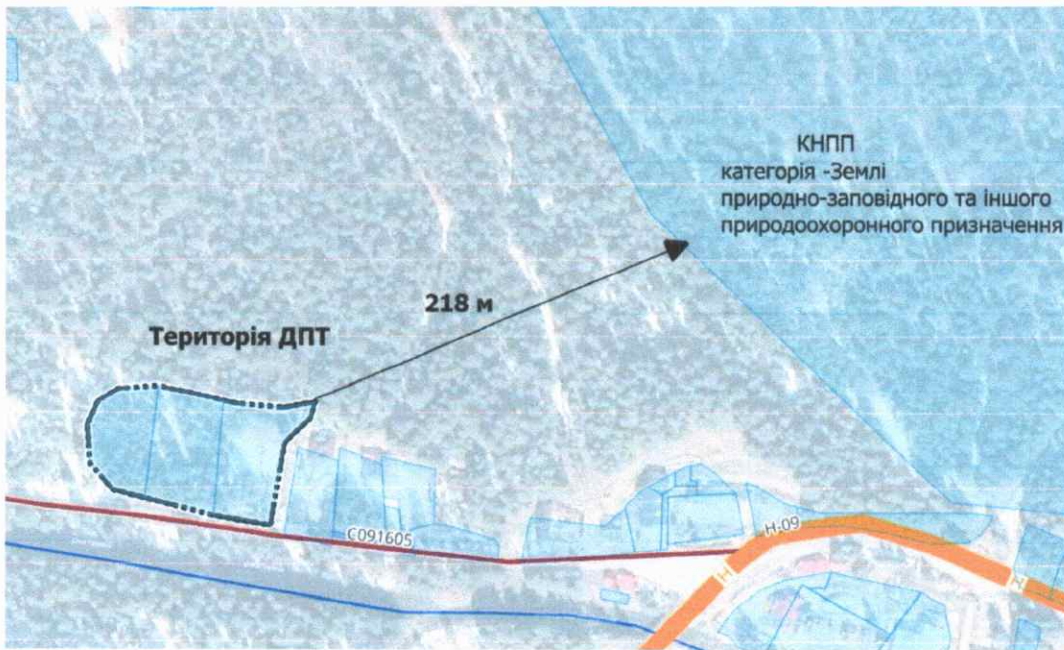 КНПП
категорія -Землі
природно-заповідного та іншого
природоохоронного призначення
218 м
Територія ДПТ
С091605
Н-09
Н
Н